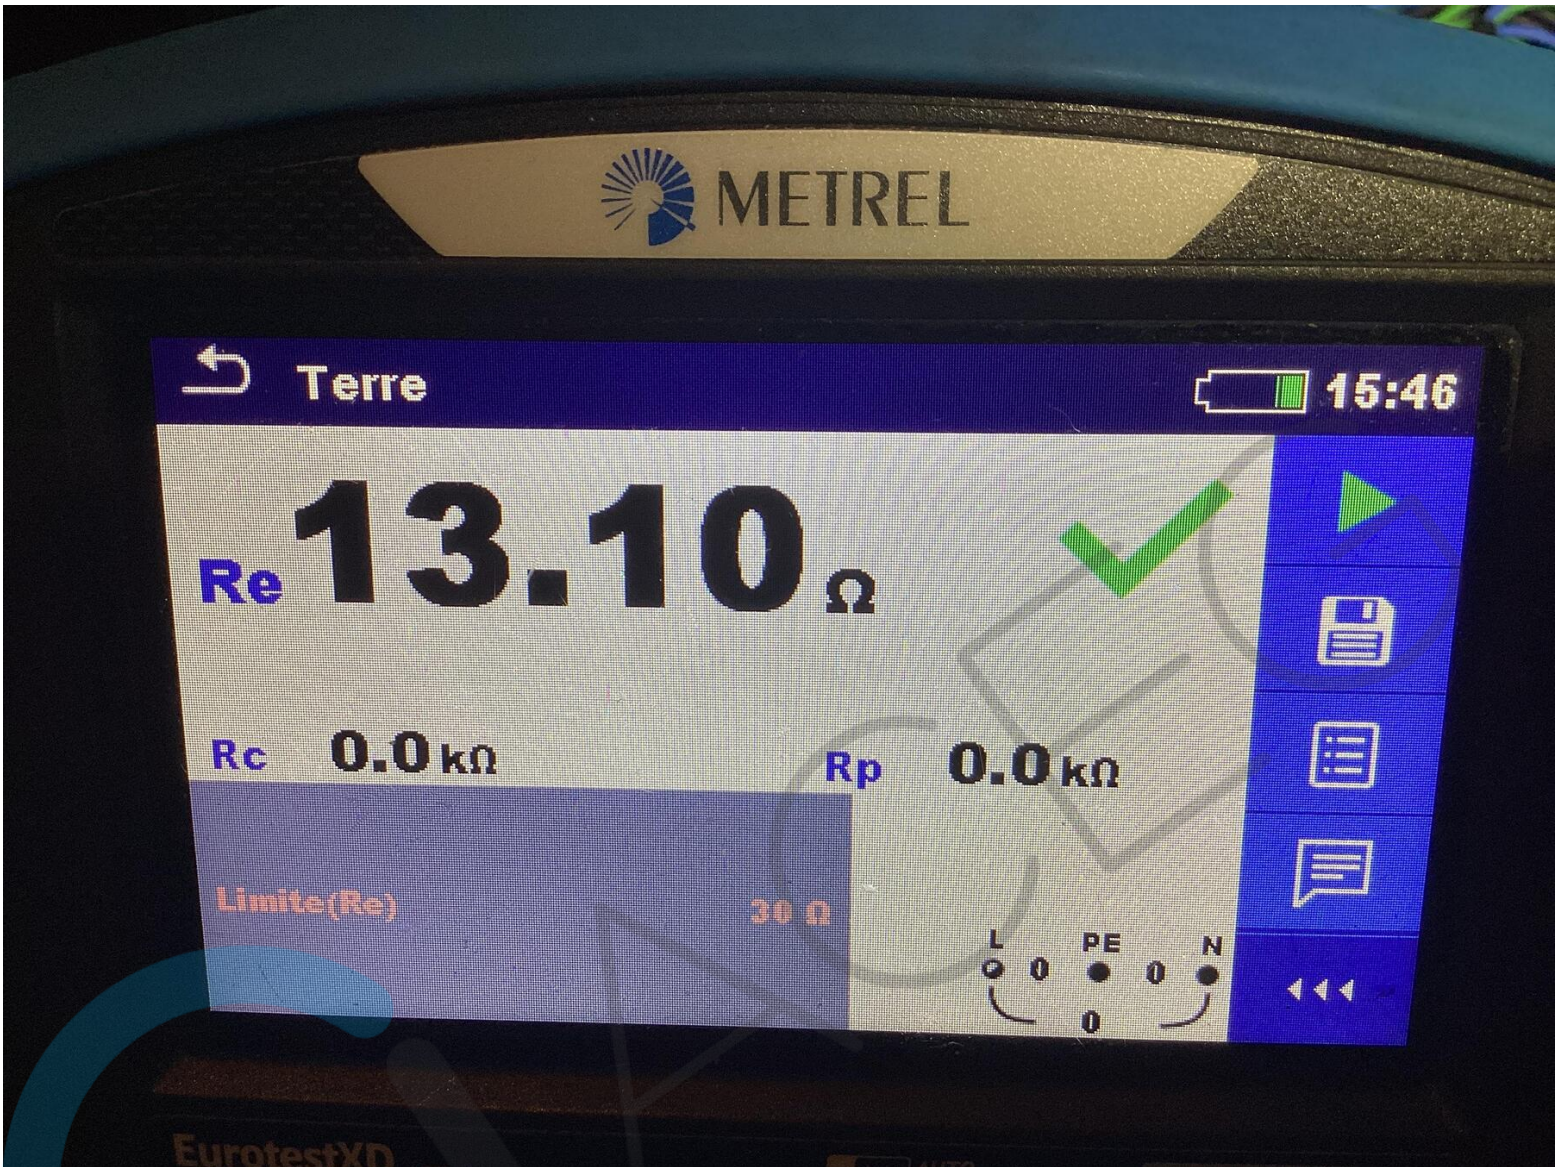 METREL
Terre 15:46
Re 13.10 Ω
Rc 0.0 kΩ Rp 0.0 kΩ
Limite(Re) 30 Ω
L PE N
0 0
0
EurotestXD
AUTO